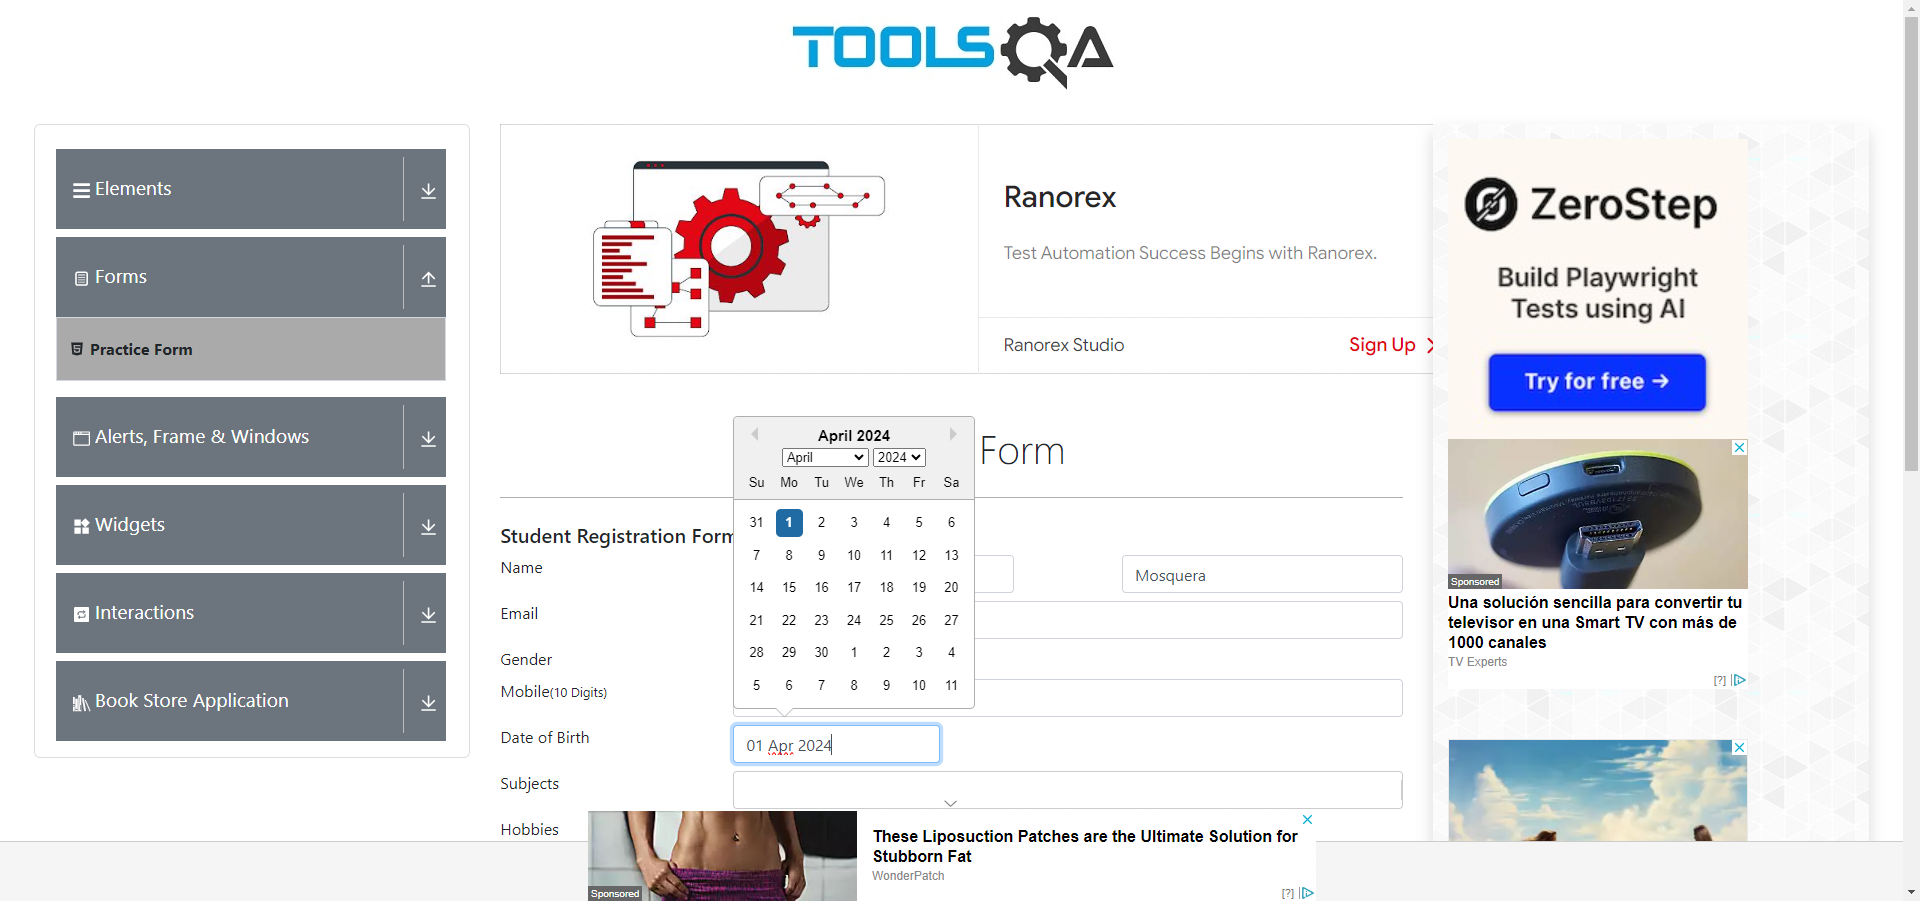 TOOLSQA
Elements
Forms
Practice Form
Alerts, Frame & Windows
Widgets
Interactions
Book Store Application
Ranorex
Test Automation Success Begins with Ranorex.
Ranorex Studio
Sign Up
Form
Student Registration Form
Name
Mosquera
Email
Gender
Mobile(10 Digits)
Date of Birth
01 Apr 2024
Subjects
Hobbies
April 2024
April 2024
Su Mo Tu We Th Fr Sa
31 1 2 3 4 5 6
7 8 9 10 11 12 13
14 15 16 17 18 19 20
21 22 23 24 25 26 27
28 29 30 1 2 3 4
5 6 7 8 9 10 11
ZeroStep
Build Playwright
Tests using AI
Try for free →
Sponsored
Una solución sencilla para convertir tu
televisor en una Smart TV con más de
1000 canales
TV Experts
[?]
These Liposuction Patches are the Ultimate Solution for
Stubborn Fat
WonderPatch
Sponsored
[?]